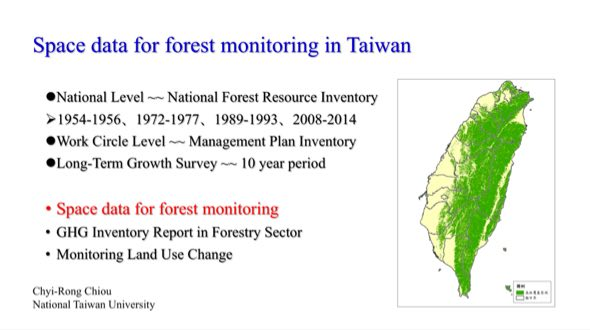 Space data for forest monitoring in Taiwan
●National Level ~~ National Forest Resource Inventory
➢1954-1956、1972-1977、1989-1993、2008-2014
●Work Circle Level ~~ Management Plan Inventory
●Long-Term Growth Survey ~~ 10 year period
• Space data for forest monitoring
• GHG Inventory Report in Forestry Sector
• Monitoring Land Use Change
Chyi-Rong Chiou
National Taiwan University